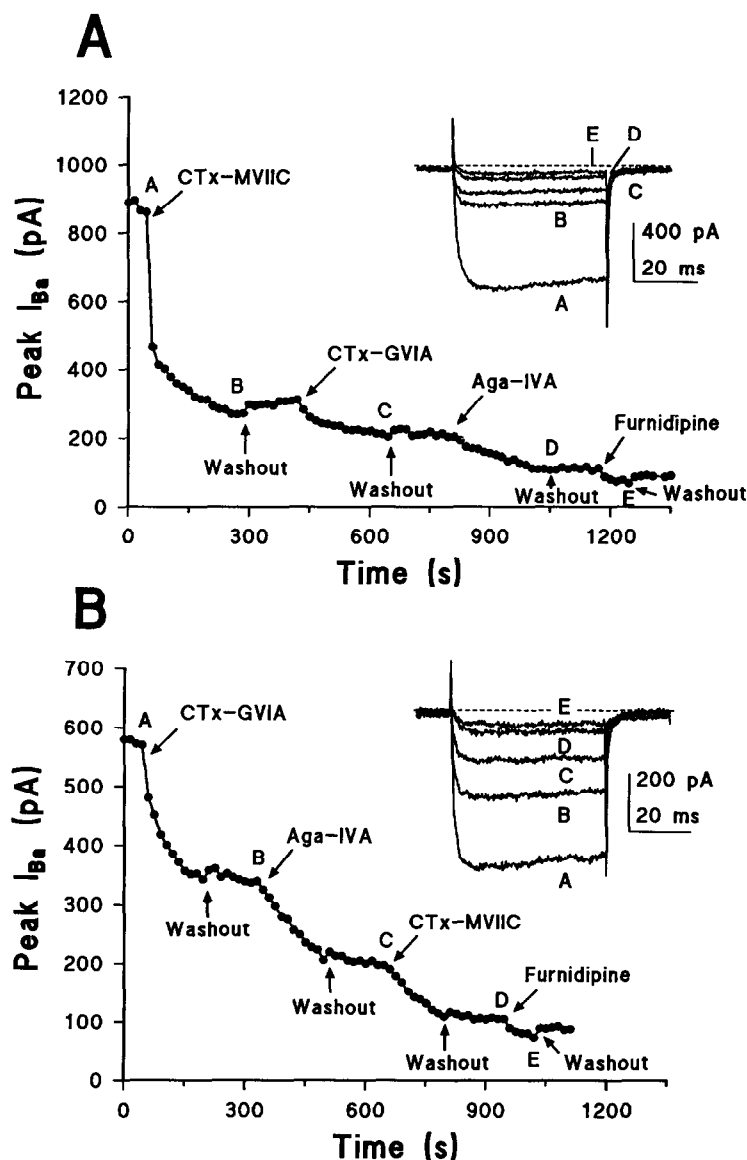 A
1200
1000
800
600
400
200
0
Peak I_Ba (pA)
A
CTx-MVIIC
B
Washout
CTx-GVIA
C
Washout
Aga-IVA
D
Washout
Furnidipine
E
Washout
E
D
C
B
A
400 pA
20 ms
0
300
600
900
1200
Time (s)
B
700
600
500
400
300
200
100
0
Peak I_Ba (pA)
A
CTx-GVIA
Washout
B
Aga-IVA
Washout
C
CTx-MVIIC
Washout
D
Furnidipine
E
Washout
E
D
C
B
A
200 pA
20 ms
0
300
600
900
1200
Time (s)